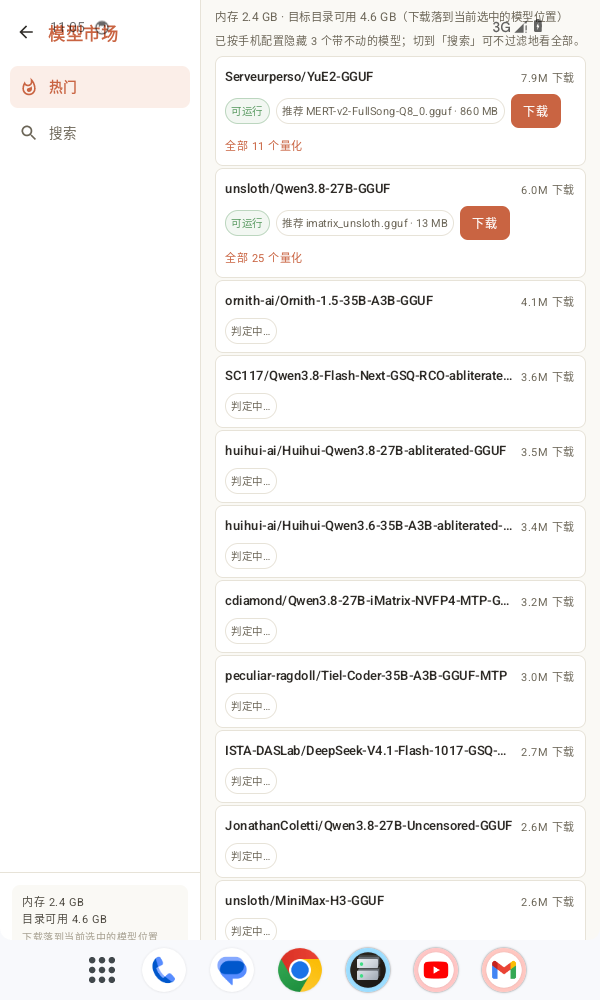 11:05
模型市场
3G
热门
搜索
内存 2.4 GB
目录可用 4.6 GB
下载落到当前选中的模型位置
内存 2.4 GB · 目标目录可用 4.6 GB（下载落到当前选中的模型位置）
已按手机配置隐藏 3 个带不动的模型；切到「搜索」可不过滤地看全部。
Serveurperso/YuE2-GGUF
7.9M 下载
可运行
推荐 MERT-v2-FullSong-Q8_0.gguf · 860 MB
下载
全部 11 个量化
unsloth/Qwen3.8-27B-GGUF
6.0M 下载
可运行
推荐 imatrix_unsloth.gguf · 13 MB
下载
全部 25 个量化
ornith-ai/Ornith-1.5-35B-A3B-GGUF
4.1M 下载
判定中…
SC117/Qwen3.8-Flash-Next-GSQ-RCO-abliterate…
3.6M 下载
判定中…
huihui-ai/Huihui-Qwen3.8-27B-abliterated-GGUF
3.5M 下载
判定中…
huihui-ai/Huihui-Qwen3.6-35B-A3B-abliterated-…
3.4M 下载
判定中…
cdiamond/Qwen3.8-27B-iMatrix-NVFP4-MTP-G…
3.2M 下载
判定中…
peculiar-ragdoll/Tiel-Coder-35B-A3B-GGUF-MTP
3.0M 下载
判定中…
ISTA-DASLab/DeepSeek-V4.1-Flash-1017-GSQ-…
2.7M 下载
判定中…
JonathanColetti/Qwen3.8-27B-Uncensored-GGUF
2.6M 下载
判定中…
unsloth/MiniMax-H3-GGUF
2.6M 下载
判定中…